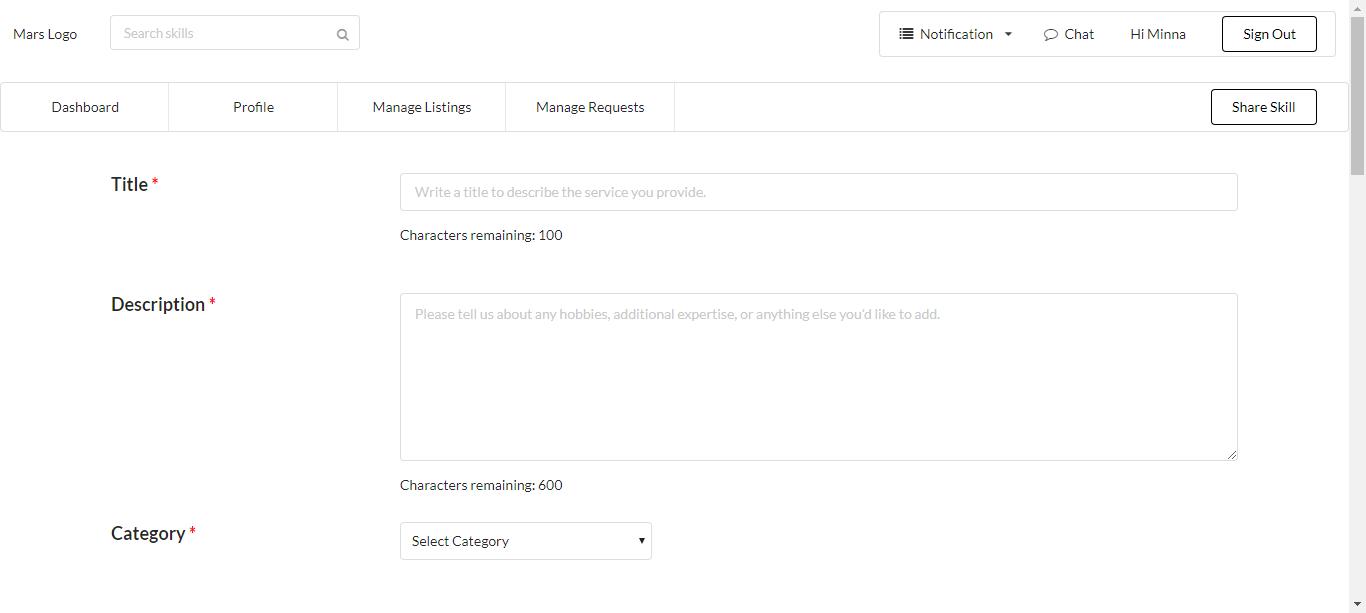 Mars Logo Search skills Notification Chat Hi Minna Sign Out
Dashboard Profile Manage Listings Manage Requests Share Skill
Title *
Write a title to describe the service you provide.
Characters remaining: 100
Description *
Please tell us about any hobbies, additional expertise, or anything else you'd like to add.
Characters remaining: 600
Category *
Select Category